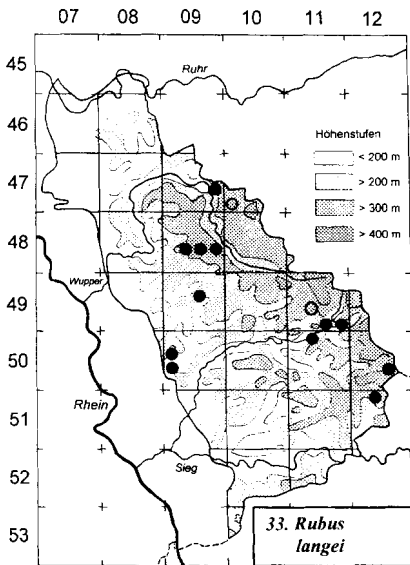 07 08 09 10 11 12
45
46
47
48
49
50
51
52
53
Ruhr
Höhenstufen
< 200 m
> 200 m
> 300 m
> 400 m
Wupper
Rhein
Sieg
33. Rubus
langei